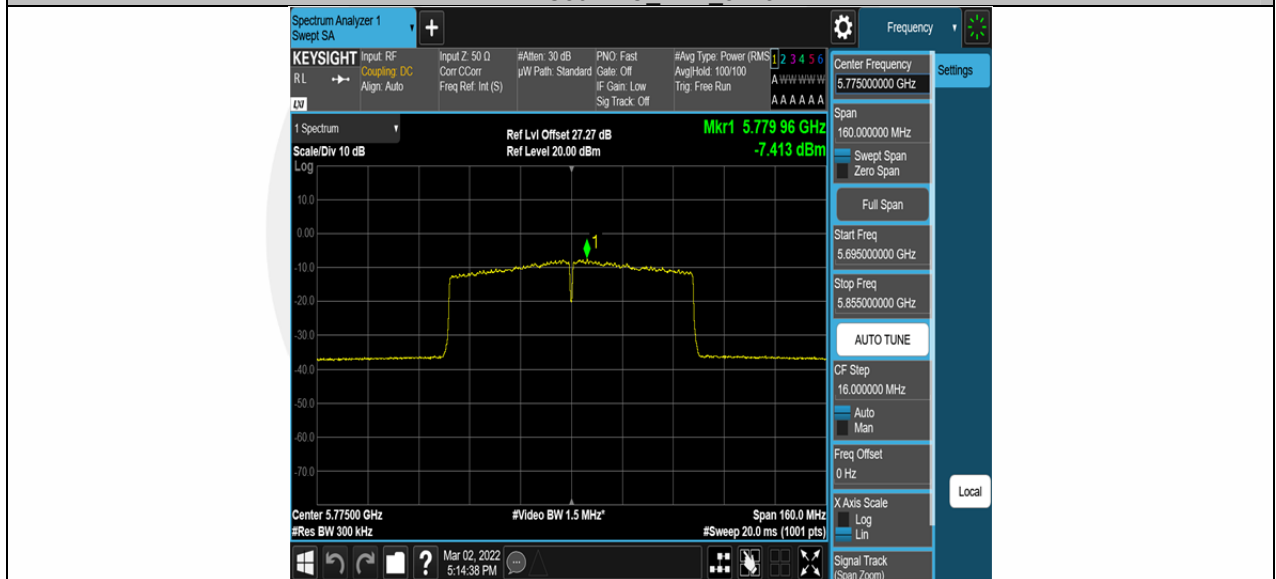 Spectrum Analyzer 1
Swept SA
+
Frequency
KEYSIGHT
RL
LXI
Input: RF
Coupling: DC
Align: Auto
Input Z: 50 Ω
Corr CCorr
Freq Ref: Int (S)
#Atten: 30 dB
µW Path: Standard
PNO: Fast
Gate: Off
IF Gain: Low
Sig Track: Off
#Avg Type: Power (RMS
Avg|Hold: 100/100
Trig: Free Run
1 2 3 4 5 6
A W W W W W
A A A A A A
Center Frequency
5.775000000 GHz
Settings
1 Spectrum
Scale/Div 10 dB
Log
Ref Lvl Offset 27.27 dB
Ref Level 20.00 dBm
Mkr1 5.779 96 GHz
-7.413 dBm
Span
160.000000 MHz
Swept Span
Zero Span
Full Span
Start Freq
5.695000000 GHz
Stop Freq
5.855000000 GHz
AUTO TUNE
CF Step
16.000000 MHz
Auto
Man
Freq Offset
0 Hz
X Axis Scale
Log
Lin
Signal Track
(Span Zoom)
Local
10.0
0.00
-10.0
-20.0
-30.0
-40.0
-50.0
-60.0
-70.0
1
Center 5.77500 GHz
#Res BW 300 kHz
#Video BW 1.5 MHz*
Span 160.0 MHz
#Sweep 20.0 ms (1001 pts)
?
Mar 02, 2022
5:14:38 PM